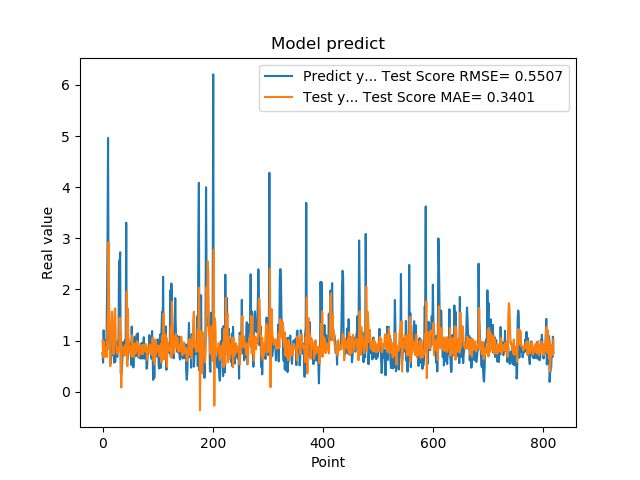 Model predict
Predict y... Test Score RMSE= 0.5507
Test y... Test Score MAE= 0.3401
Real value
6
5
4
3
2
1
0
0 200 400 600 800
Point